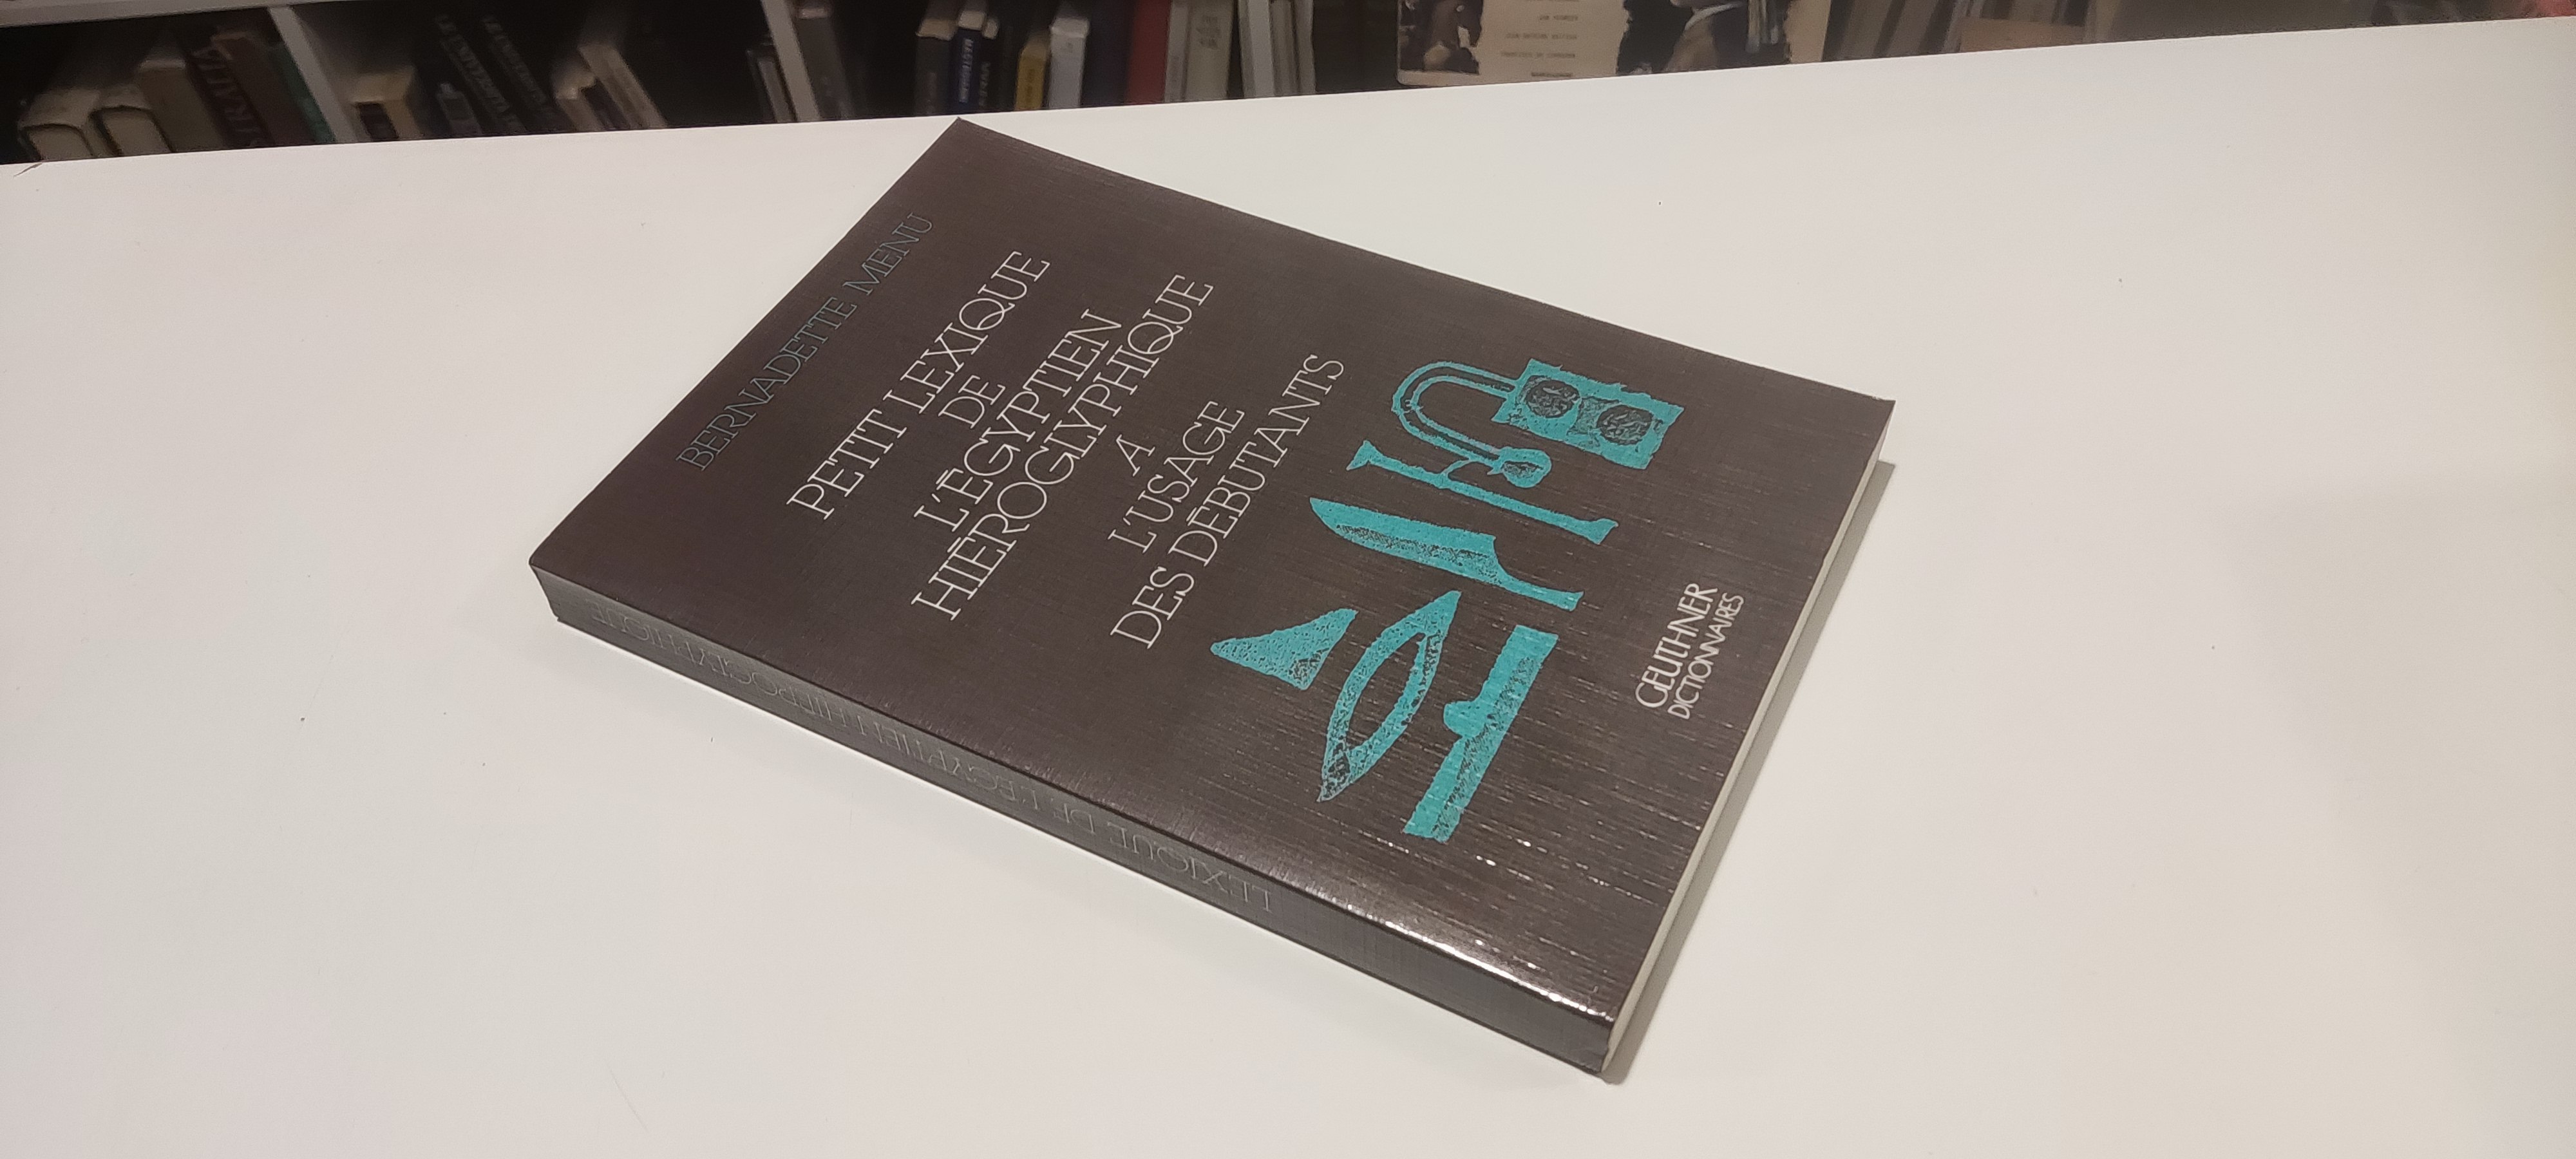 BERNADETTE MENU
PETIT LEXIQUE
DE
L'ÉGYPTIEN
HIÉROGLYPHIQUE
A
L'USAGE
DES DÉBUTANTS
GEUTHNER
DICTIONNAIRES
LEXIQUE DE L'ÉGYPTIEN HIÉROGLYPHIQUE